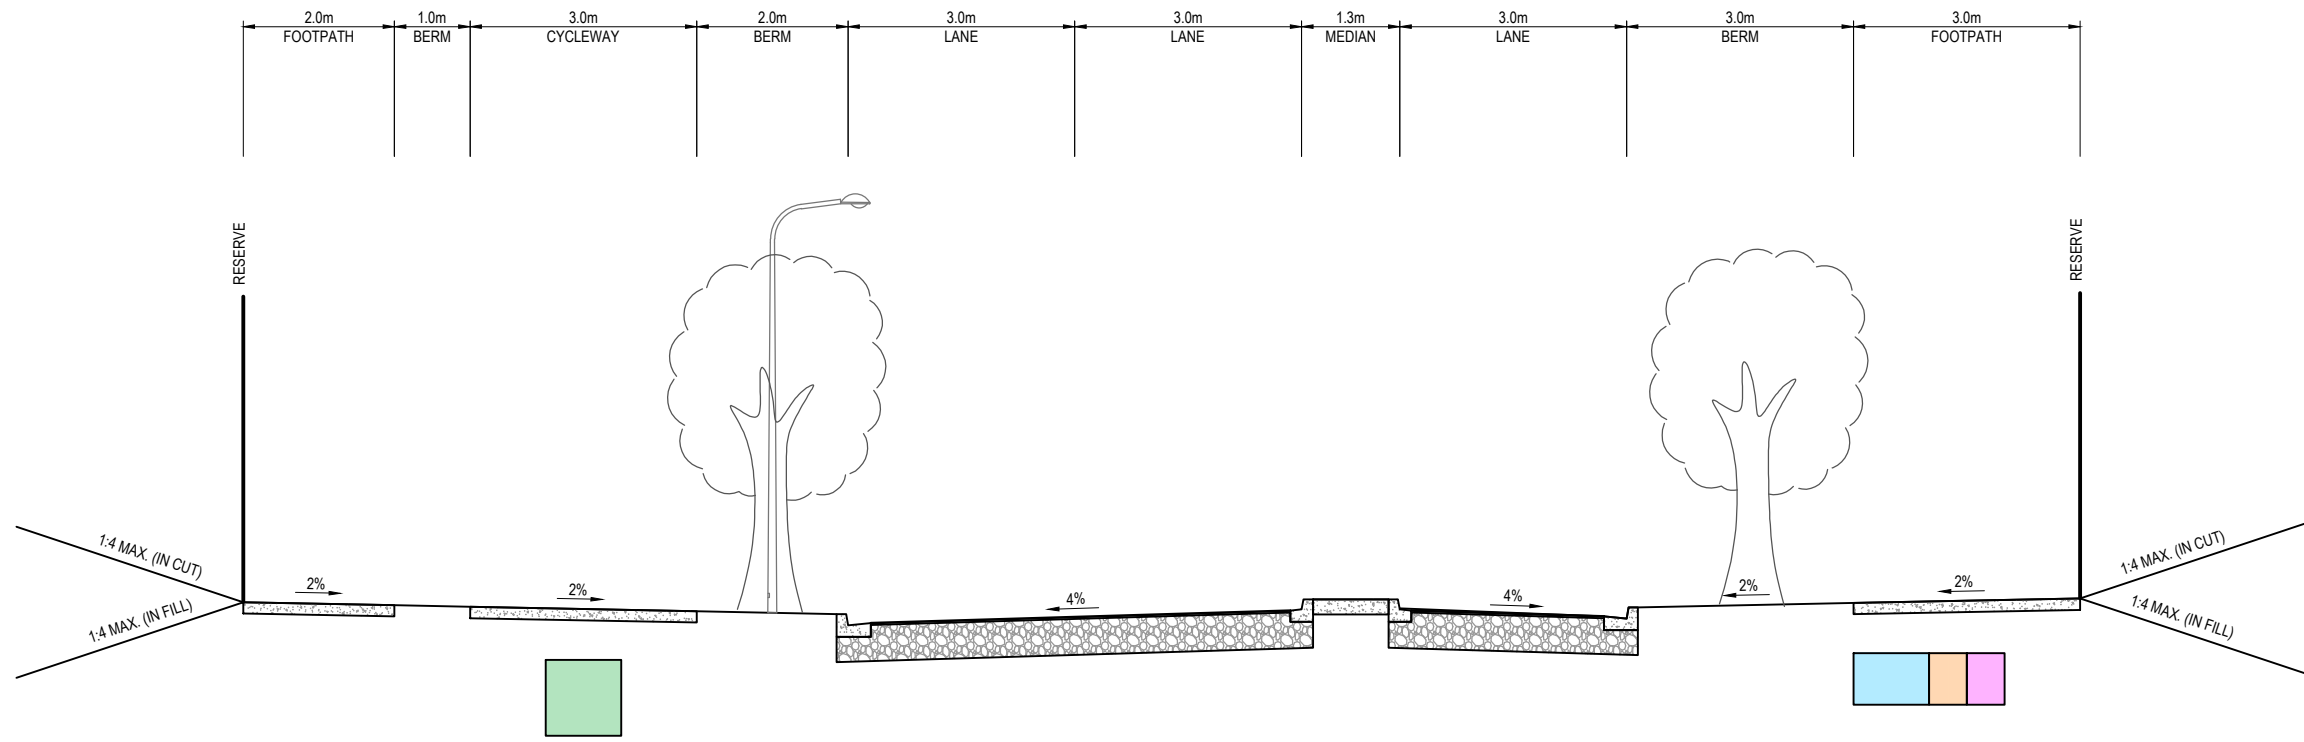 2.0m 1.0m 3.0m 2.0m 3.0m 3.0m 1.3m 3.0m 3.0m 3.0m
FOOTPATH BERM CYCLEWAY BERM LANE LANE MEDIAN LANE BERM FOOTPATH
RESERVE
RESERVE
1:4 MAX. (IN CUT)
1:4 MAX. (IN FILL)
2%
2%
4%
4%
2%
2%
1:4 MAX. (IN CUT)
1:4 MAX. (IN FILL)